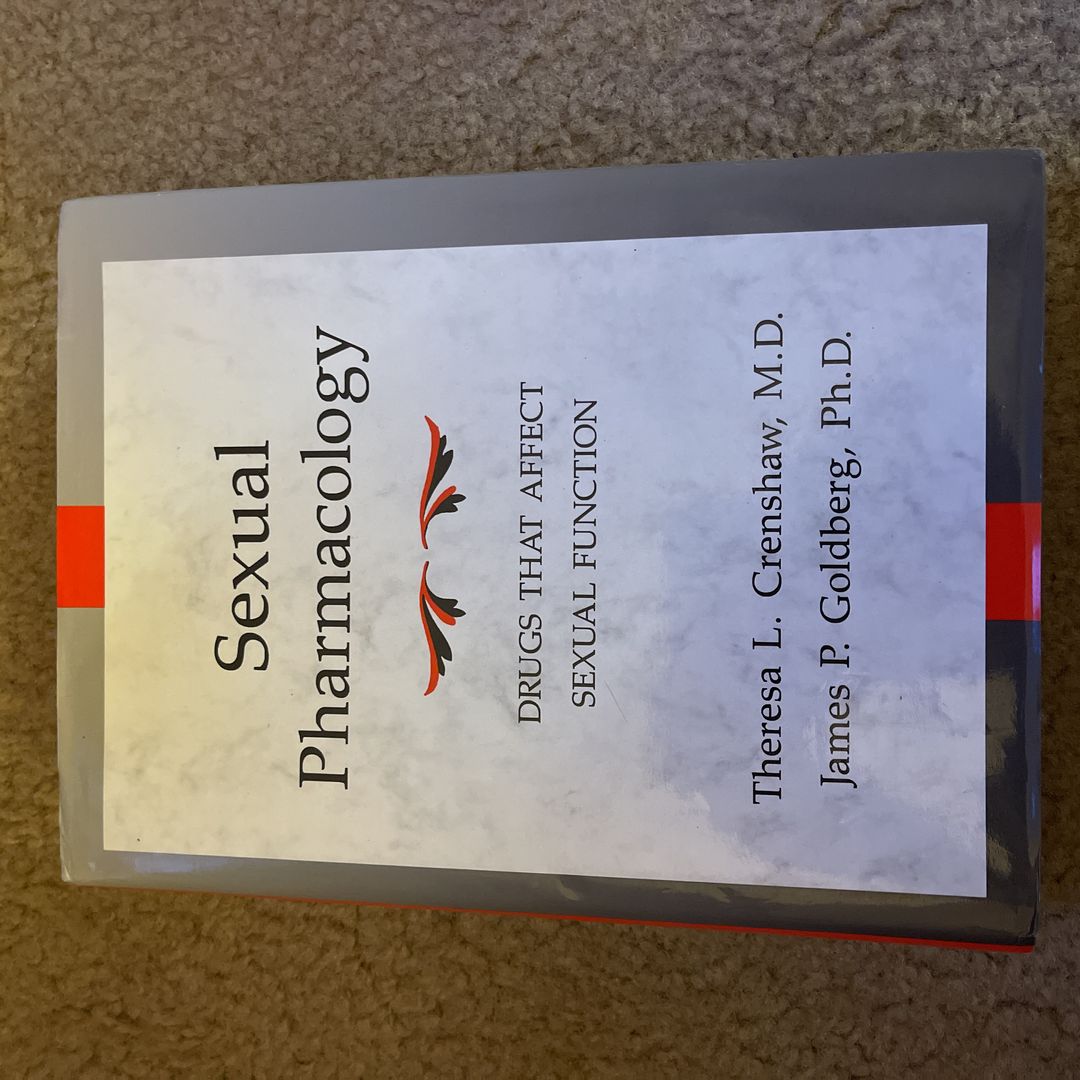 Sexual
Pharmacology
DRUGS THAT AFFECT
SEXUAL FUNCTION
Theresa L. Crenshaw, M.D.
James P. Goldberg, Ph.D.